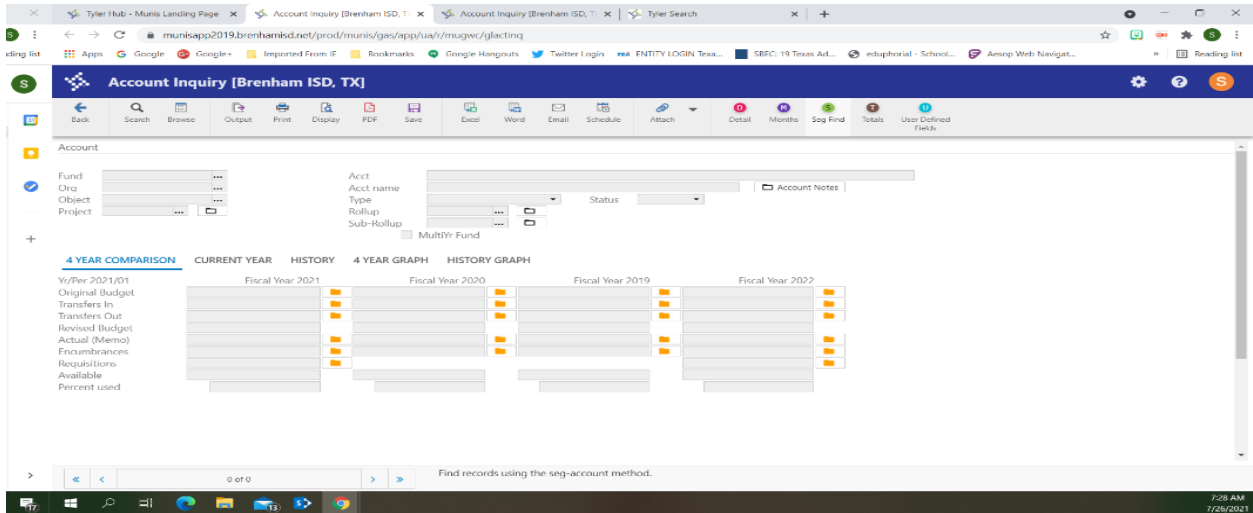 Tyler Hub - Munis Landing Page
Account Inquiry [Brenham ISD, T
Account Inquiry [Brenham ISD, T
Tyler Search
munisapp2019.brenhamisd.net/prod/munis/gas/app/ua/r/mugwc/glactinq
ding list
Apps
Google
Google+
Imported From IE
Bookmarks
Google Hangouts
Twitter Login
ENTITY LOGIN Texa...
SBEC: 19 Texas Ad...
eduphorial - School...
Aesop Web Navigat...
»
Reading list
S
Account Inquiry [Brenham ISD, TX]
S
Back
Search
Browse
Output
Print
Display
PDF
Save
Excel
Word
Email
Schedule
Attach
Detail
Months
Seg Find
Totals
User Defined
Fields
Account
Fund
Acct
Org
Acct name
Account Notes
Object
Type
Status
Project
Rollup
Sub-Rollup
MultiYr Fund
4 YEAR COMPARISON
CURRENT YEAR
HISTORY
4 YEAR GRAPH
HISTORY GRAPH
Yr/Per 2021/01
Fiscal Year 2021
Fiscal Year 2020
Fiscal Year 2019
Fiscal Year 2022
Original Budget
Transfers In
Transfers Out
Revised Budget
Actual (Memo)
Encumbrances
Requisitions
Available
Percent used
0 of 0
Find records using the seg-account method.
7:28 AM
7/26/2021